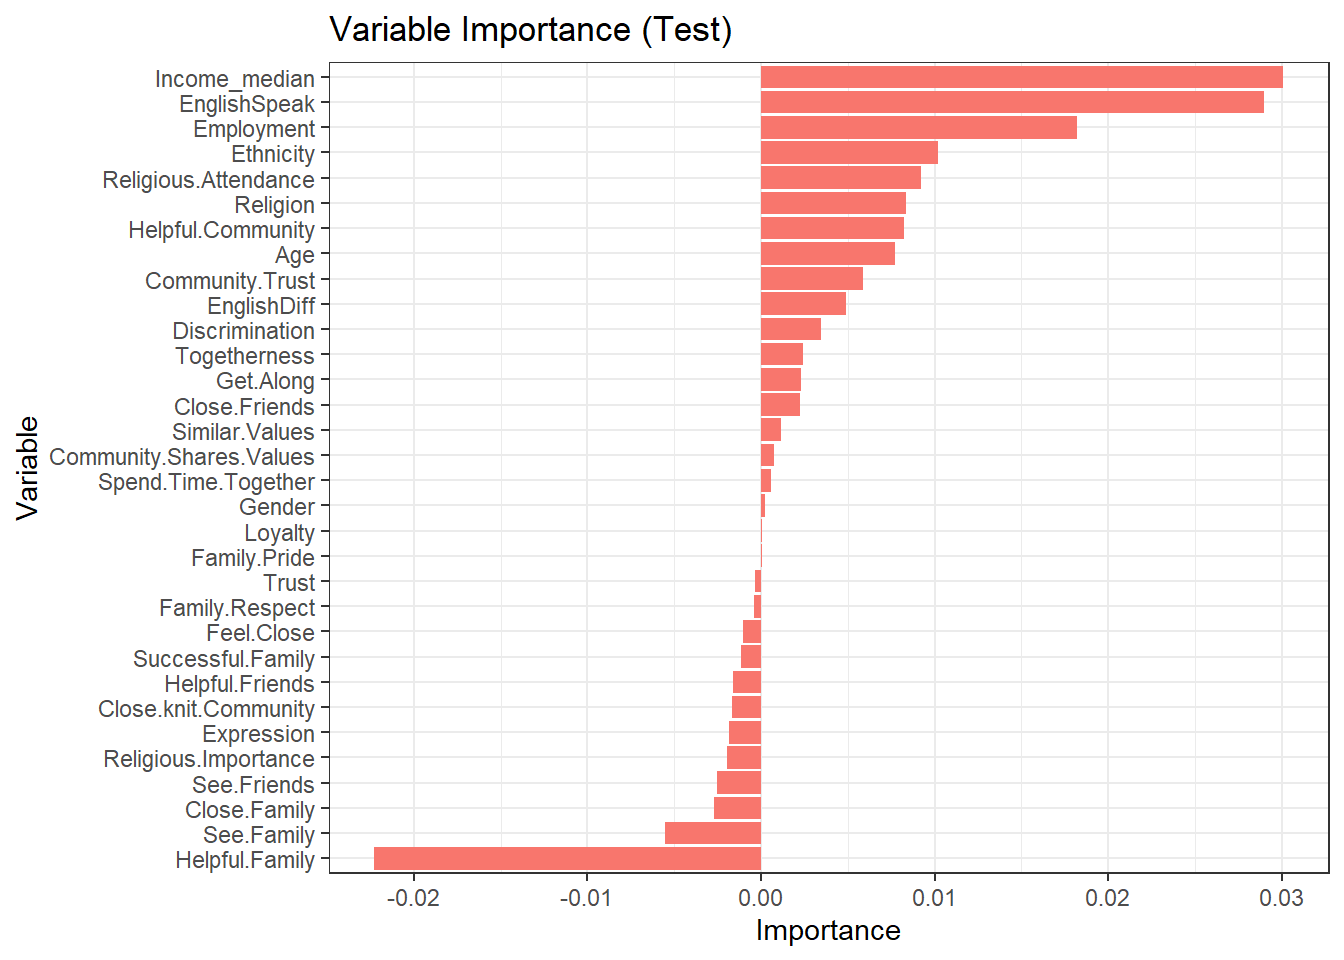 Variable Importance (Test)
Income_median
EnglishSpeak
Employment
Ethnicity
Religious.Attendance
Religion
Helpful.Community
Age
Community.Trust
EnglishDiff
Discrimination
Togetherness
Get.Along
Close.Friends
Similar.Values
Community.Shares.Values
Spend.Time.Together
Gender
Loyalty
Family.Pride
Trust
Family.Respect
Feel.Close
Successful.Family
Helpful.Friends
Close.knit.Community
Expression
Religious.Importance
See.Friends
Close.Family
See.Family
Helpful.Family
Variable
-0.02 -0.01 0.00 0.01 0.02 0.03
Importance